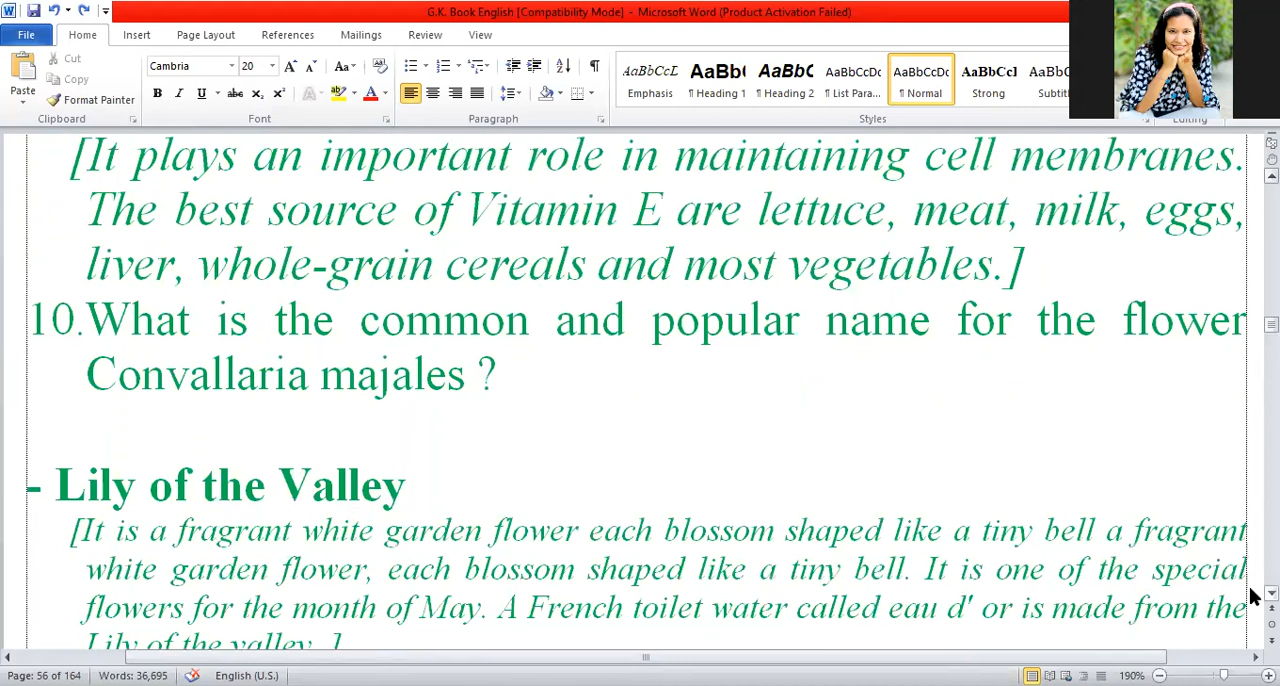 G.K. Book English [Compatibility Mode] - Microsoft Word (Product Activation Failed)
File Home Insert Page Layout References Mailings Review View
Paste Cut Copy Format Painter
Cambria 20
AaBbCcL AaBb( AaBbCc AaBbCcDc AaBbCcDc AaBbCcl AaBbC
Emphasis ¶ Heading 1 ¶ Heading 2 ¶ List Para... ¶ Normal Strong Subtitl
Clipboard Font Paragraph Styles Editing
[It plays an important role in maintaining cell membranes.
The best source of Vitamin E are lettuce, meat, milk, eggs,
liver, whole-grain cereals and most vegetables.]
10.What is the common and popular name for the flower
Convallaria majales ?
- Lily of the Valley
[It is a fragrant white garden flower each blossom shaped like a tiny bell a fragrant
white garden flower, each blossom shaped like a tiny bell. It is one of the special
flowers for the month of May. A French toilet water called eau d' or is made from the
Lily of the valley. ]
Page: 56 of 164 Words: 36,695 English (U.S.) 190%